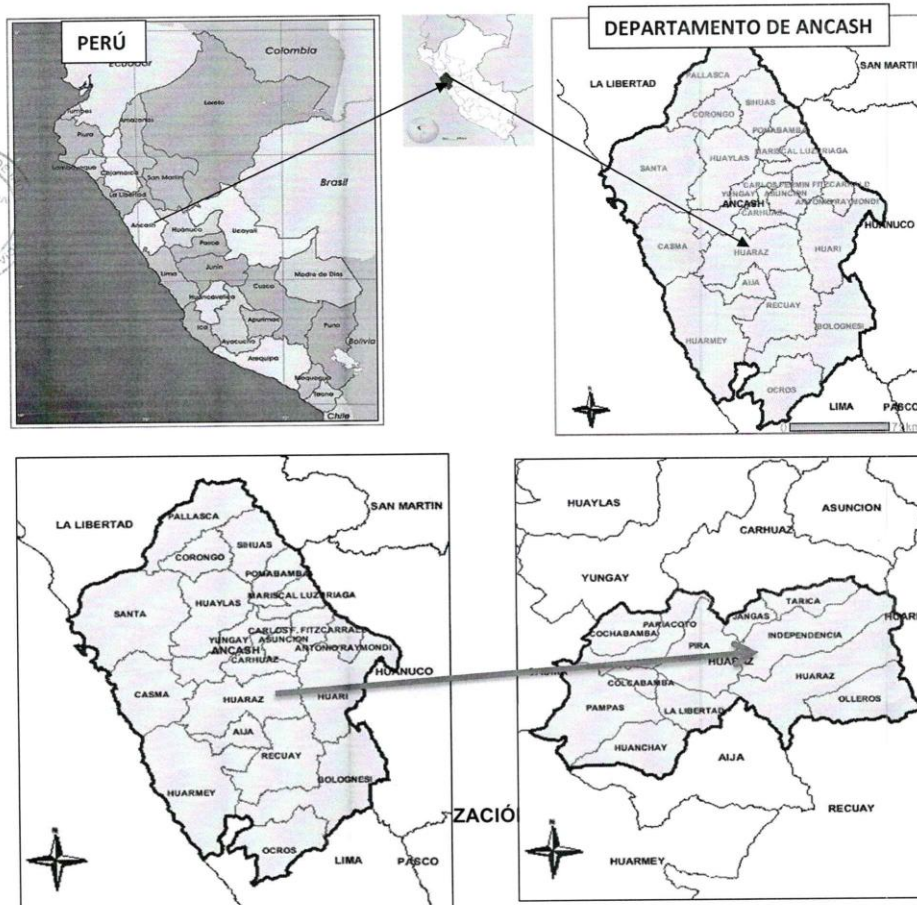 PERÚ
ECUADOR
Colombia
Tumbes
Piura
Amazonas
Loreto
Lambayeque
Cajamarca
San Martin
La Libertad
Brasil
Ancash
Huánuco
Ucayali
Pasco
Lima
Junín
Madre de Dios
Huancavelica
Cusco
Ica
Apurimac
Ayacucho
Puno
Arequipa
Bolivia
Moquegua
Tacna
Chile
DEPARTAMENTO DE ANCASH
LA LIBERTAD
SAN MARTIN
PALLASCA
SIHUAS
CORONGO
POMABAMBA
MARISCAL LUZURIAGA
SANTA
HUAYLAS
CARLOS FERMIN FITZCARRALD
YUNGAY
ASUNCION
ANCASH
ANTONIO RAYMONDI
CARHUAZ
HUANUCO
CASMA
HUARAZ
HUARI
AIJA
RECUAY
BOLOGNESI
HUARMEY
OCROS
LIMA
PASCO
LA LIBERTAD
SAN MARTIN
PALLASCA
SIHUAS
CORONGO
POMABAMBA
MARISCAL LUZURIAGA
SANTA
HUAYLAS
CARLOS F. FITZCARRALD
YUNGAY
ASUNCION
ANCASH
ANTONIO RAYMONDI
CARHUAZ
HUANUCO
CASMA
HUARAZ
HUARI
AIJA
RECUAY
BOLOGNESI
HUARMEY
OCROS
LIMA
PASCO
ZACIÓN
HUAYLAS
ASUNCION
CARHUAZ
YUNGAY
TARICA
JANGAS
PARIACOTO
COCHABAMBA
INDEPENDENCIA
HUARI
PIRA
HUARAZ
HUARAZ
COLCABAMBA
OLLEROS
PAMPAS
LA LIBERTAD
HUANCHAY
AIJA
RECUAY
HUARMEY